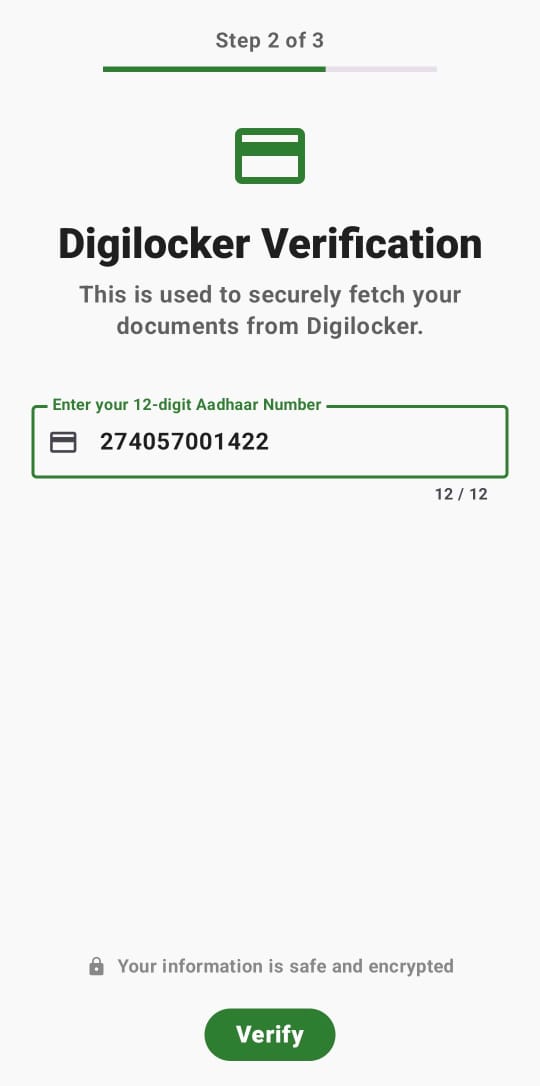 Step 2 of 3
Digilocker Verification
This is used to securely fetch your
documents from Digilocker.
Enter your 12-digit Aadhaar Number
274057001422
12 / 12
Your information is safe and encrypted
Verify